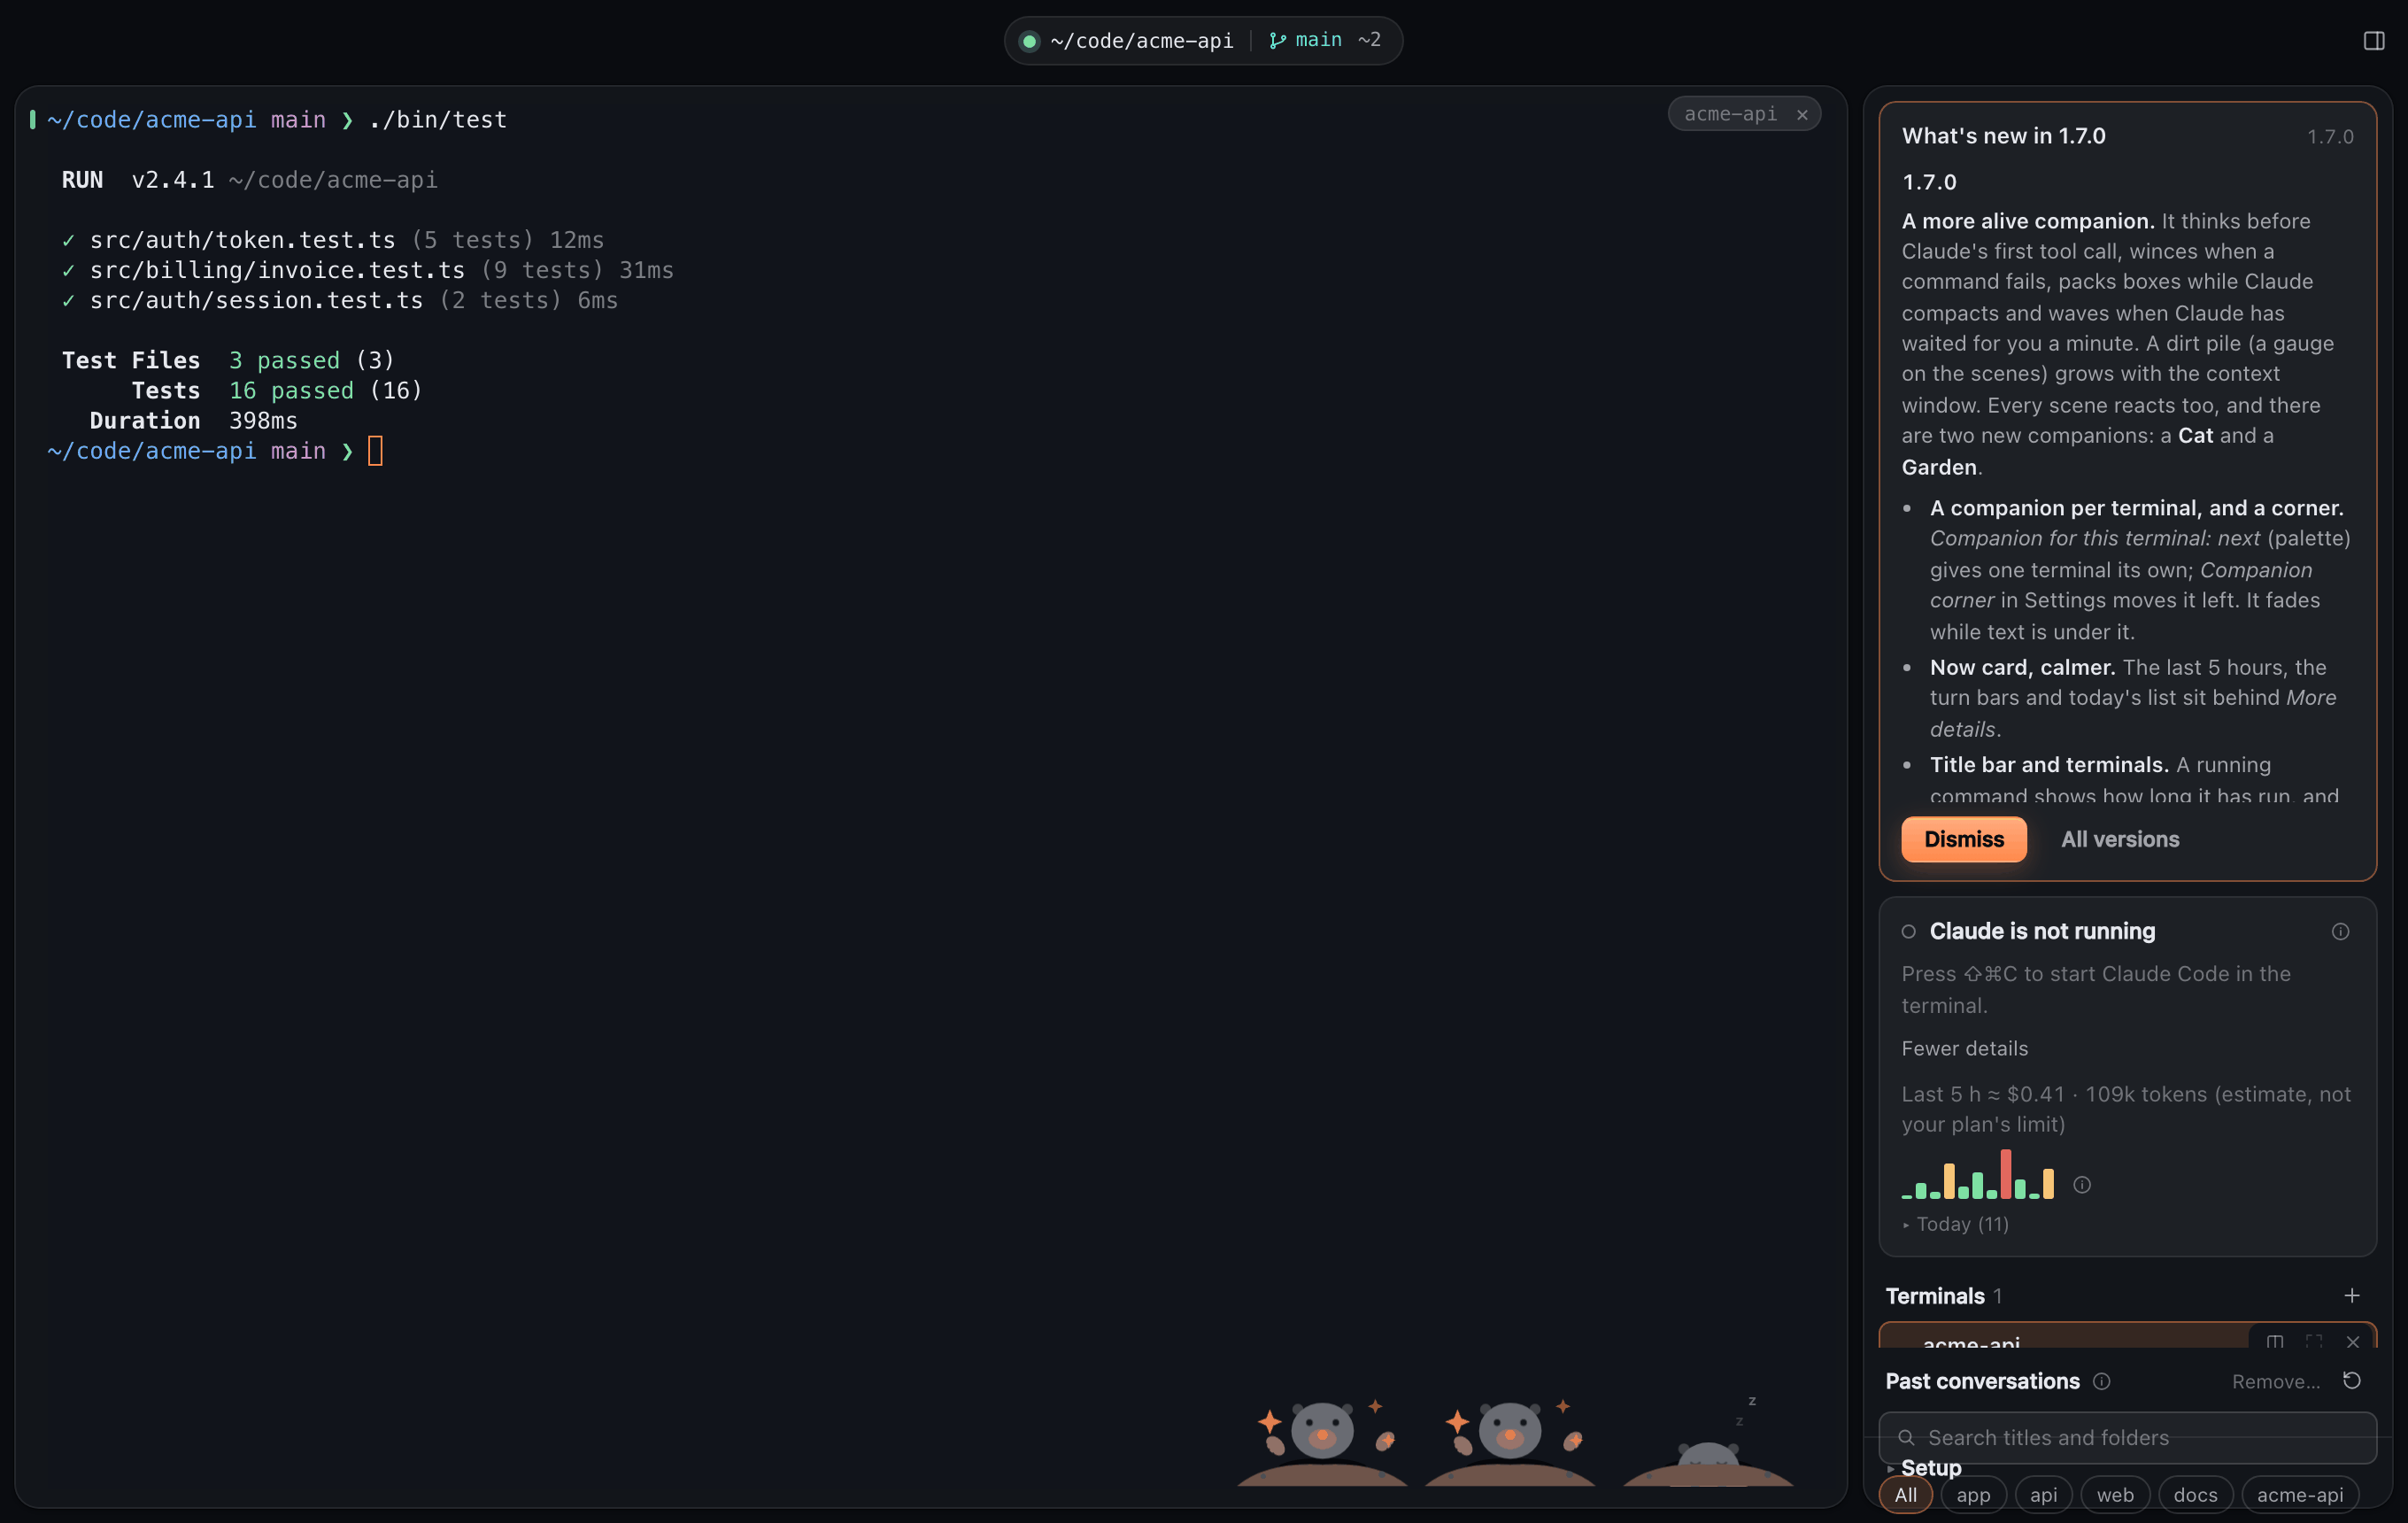 ~/code/acme-api main ~2
~/code/acme-api main ❯ ./bin/test
acme-api ×
RUN v2.4.1 ~/code/acme-api
✓ src/auth/token.test.ts (5 tests) 12ms
✓ src/billing/invoice.test.ts (9 tests) 31ms
✓ src/auth/session.test.ts (2 tests) 6ms
Test Files 3 passed (3)
Tests 16 passed (16)
Duration 398ms
~/code/acme-api main ❯
z
z
What's new in 1.7.0 1.7.0
1.7.0
A more alive companion. It thinks before
Claude's first tool call, winces when a
command fails, packs boxes while Claude
compacts and waves when Claude has
waited for you a minute. A dirt pile (a gauge
on the scenes) grows with the context
window. Every scene reacts too, and there
are two new companions: a Cat and a
Garden.
• A companion per terminal, and a corner.
Companion for this terminal: next (palette)
gives one terminal its own; Companion
corner in Settings moves it left. It fades
while text is under it.
• Now card, calmer. The last 5 hours, the
turn bars and today's list sit behind More
details.
• Title bar and terminals. A running
command shows how long it has run, and
Dismiss All versions
Claude is not running
Press ⇧⌘C to start Claude Code in the
terminal.
Fewer details
Last 5 h ≈ $0.41 · 109k tokens (estimate, not
your plan's limit)
▸ Today (11)
Terminals 1 +
acme-api
Past conversations Remove...
Search titles and folders
▸ Setup
All app api web docs acme-api